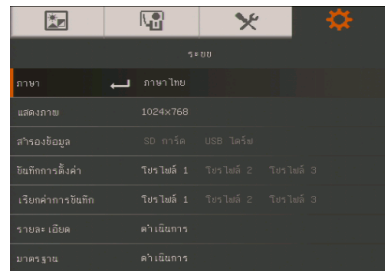 ระบบ
ภาษา ภาษาไทย
แสดงภาพ 1024×768
สำรองข้อมูล SD การ์ด USB ไดร้ฟ
บันทึกการตั้งค่า โปรไฟล์ 1 โปรไฟล์ 2 โปรไฟล์ 3
เรียกค่าการบันทึก โปรไฟล์ 1 โปรไฟล์ 2 โปรไฟล์ 3
รายละเอียด ดำเนินการ
มาตรฐาน ดำเนินการ